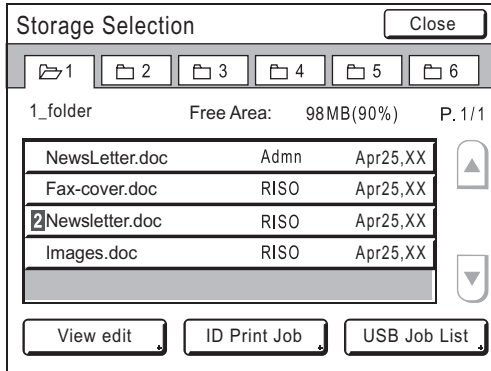 Storage Selection Close
1 2 3 4 5 6
1_folder Free Area: 98MB(90%) P.1/1
NewsLetter.doc Admn Apr25,XX
Fax-cover.doc RISO Apr25,XX
2 Newsletter.doc RISO Apr25,XX
Images.doc RISO Apr25,XX
View edit ID Print Job USB Job List